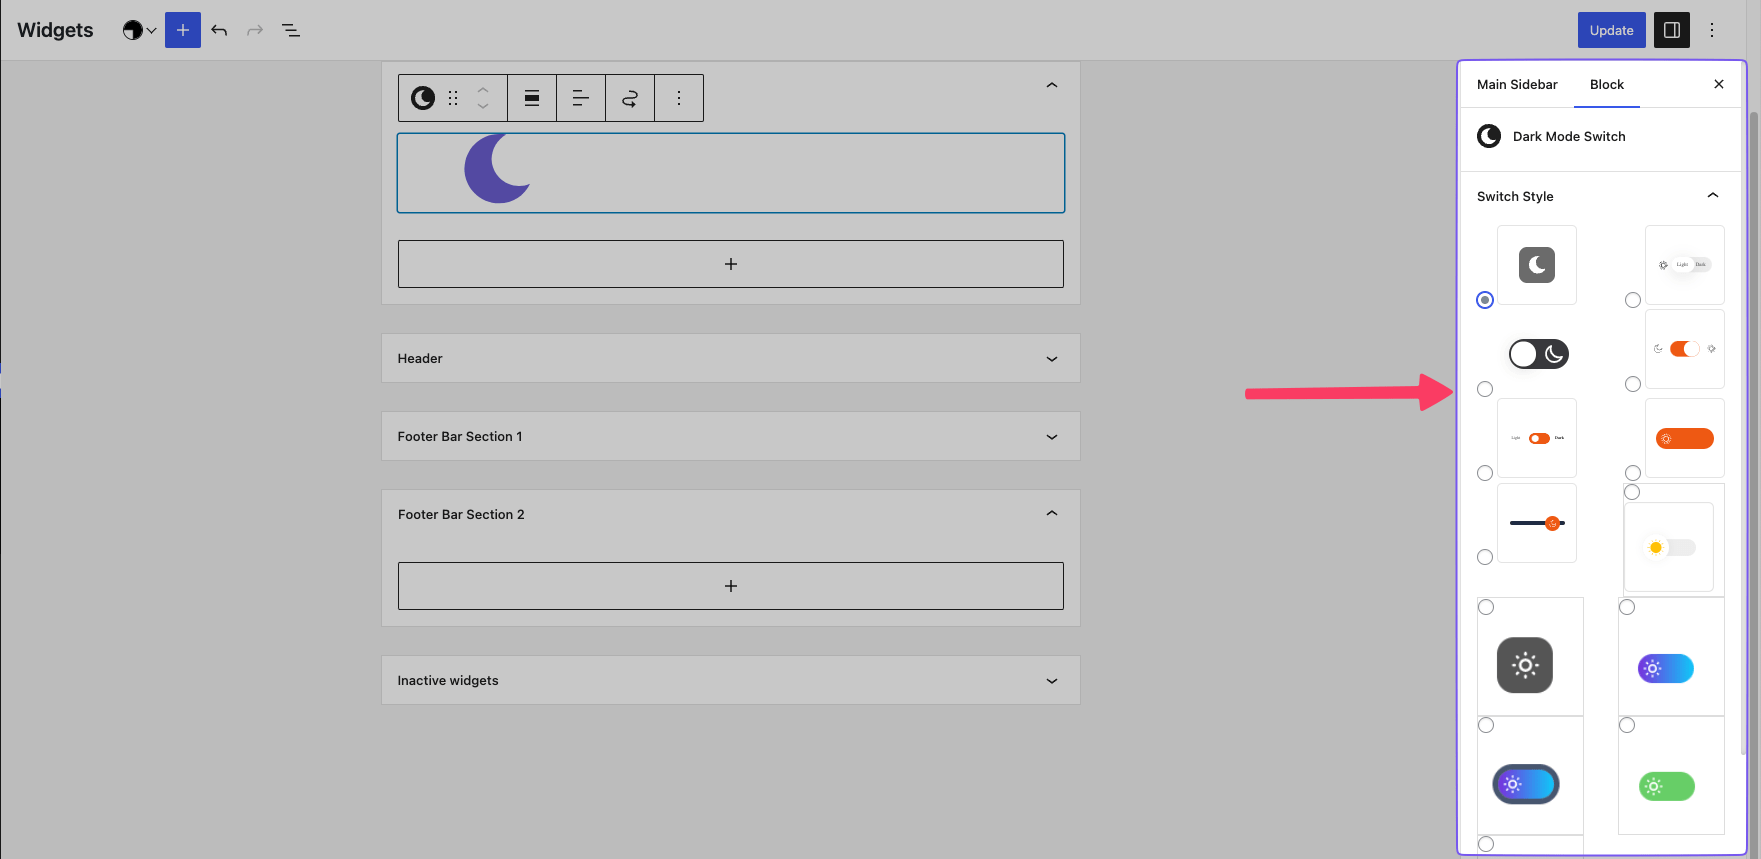 Widgets
Update
Main Sidebar
Block
Dark Mode Switch
Switch Style
Light
Dark
Light
Dark
Header
Footer Bar Section 1
Footer Bar Section 2
Inactive widgets